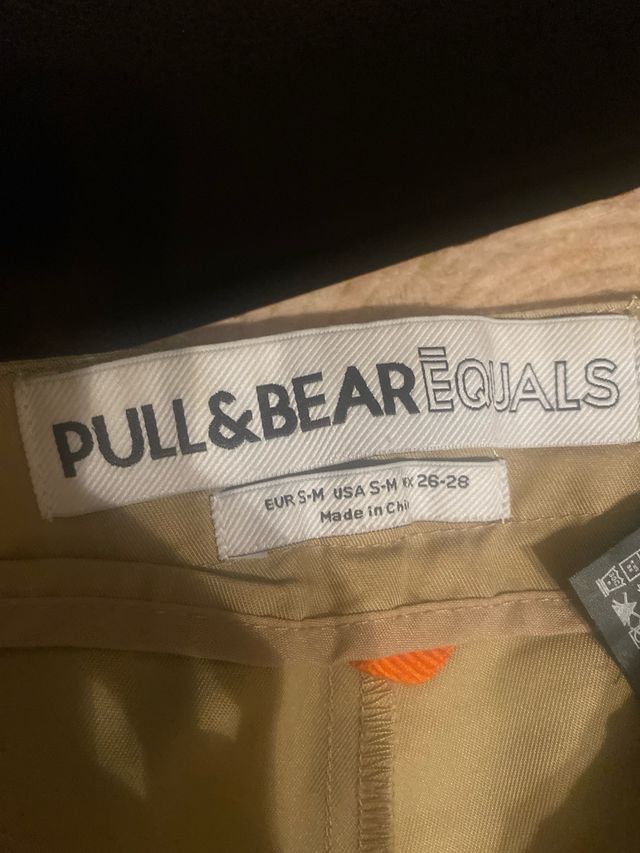 PULL&BEAR EQUALS
EUR S-M USA S-M 26-28
Made in